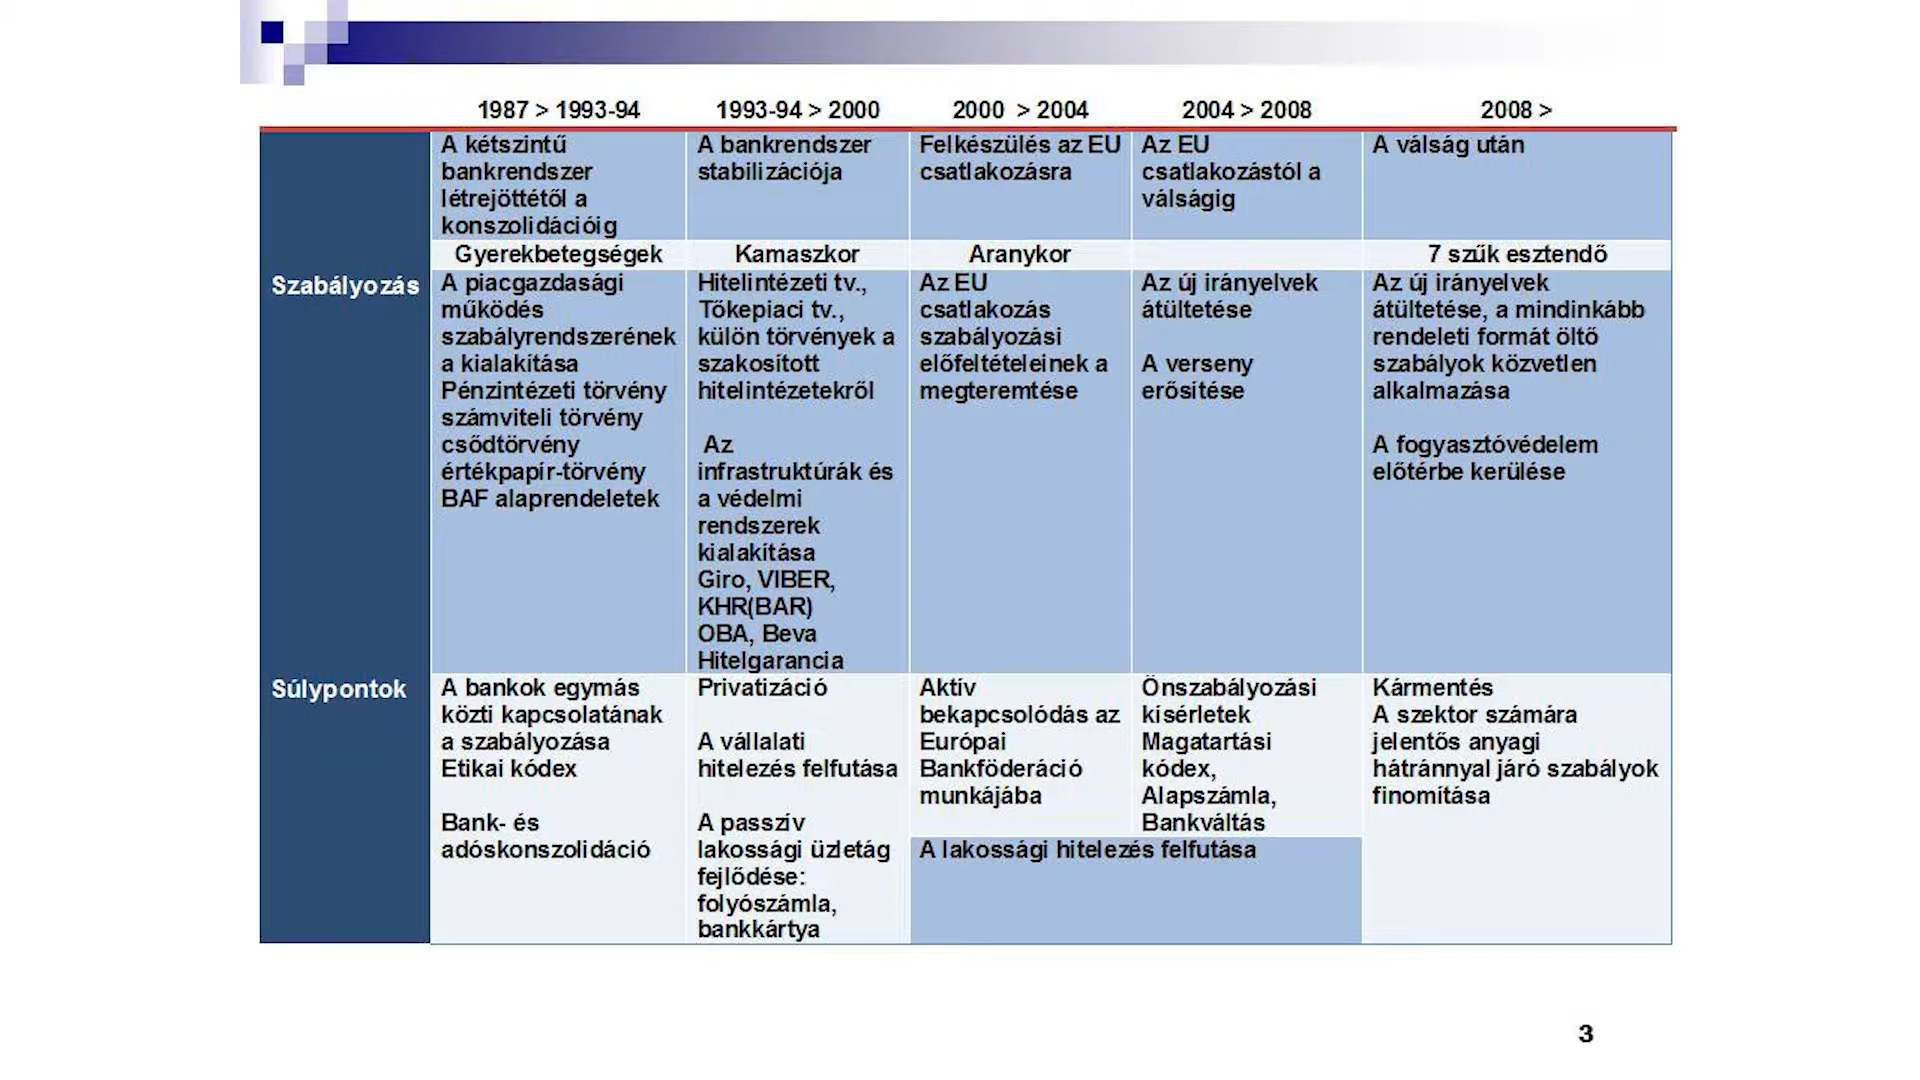 1987 > 1993-94
1993-94 > 2000
2000 > 2004
2004 > 2008
2008 >
A kétszintű
bankrendszer
létrejöttétől a
konszolidációig
A bankrendszer
stabilizációja
Felkészülés az EU
csatlakozásra
Az EU
csatlakozástól a
válságig
A válság után
Gyerekbetegségek
Kamaszkor
Aranykor
7 szűk esztendő
Szabályozás
A piacgazdasági
működés
szabályrendszerének
a kialakítása
Pénzintézeti törvény
számviteli törvény
csődtörvény
értékpapír-törvény
BAF alaprendeletek
Hitelintézeti tv.,
Tőkepiaci tv.,
külön törvények a
szakosított
hitelintézetekről
Az
infrastruktúrák és
a védelmi
rendszerek
kialakítása
Giro, VIBER,
KHR(BAR)
OBA, Beva
Hitelgarancia
Az EU
csatlakozás
szabályozási
előfeltételeinek a
megteremtése
Az új irányelvek
átültetése
A verseny
erősítése
Az új irányelvek
átültetése, a mindinkább
rendeleti formát öltő
szabályok közvetlen
alkalmazása
A fogyasztóvédelem
előtérbe kerülése
Súlypontok
A bankok egymás
közti kapcsolatának
a szabályozása
Etikai kódex
Bank- és
adóskonszolidáció
Privatizáció
A vállalati
hitelezés felfutása
A passzív
lakossági üzletág
fejlődése:
folyószámla,
bankkártya
Aktív
bekapcsolódás az
Európai
Bankföderáció
munkájába
Önszabályozási
kísérletek
Magatartási
kódex,
Alapszámla,
Bankváltás
A lakossági hitelezés felfutása
Kármentés
A szektor számára
jelentős anyagi
hátránnyal járó szabályok
finomítása
3